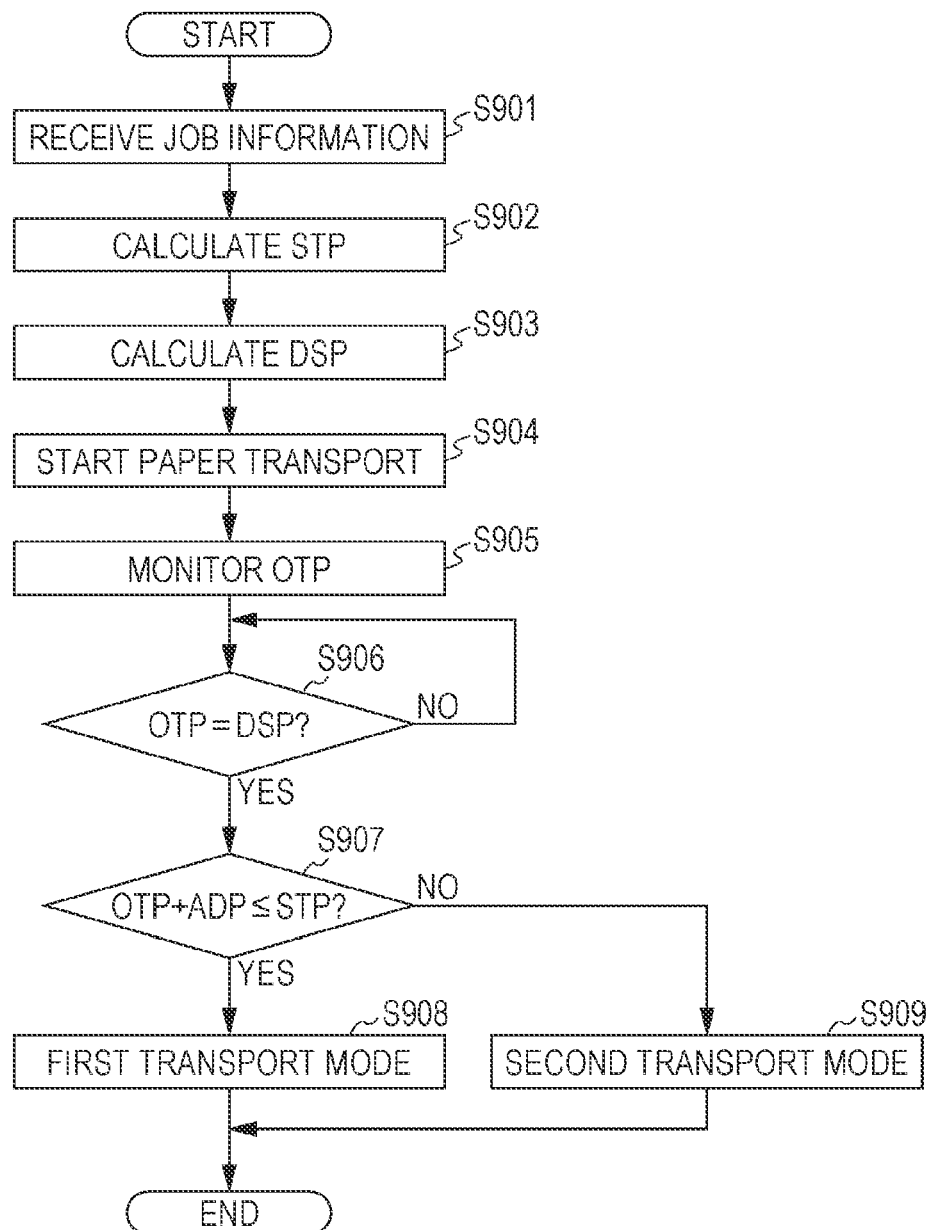 START
S901
RECEIVE JOB INFORMATION
S902
CALCULATE STP
S903
CALCULATE DSP
S904
START PAPER TRANSPORT
S905
MONITOR OTP
S906
OTP=DSP?
NO
YES
S907
OTP+ADP≤STP?
NO
YES
S908
FIRST TRANSPORT MODE
S909
SECOND TRANSPORT MODE
END